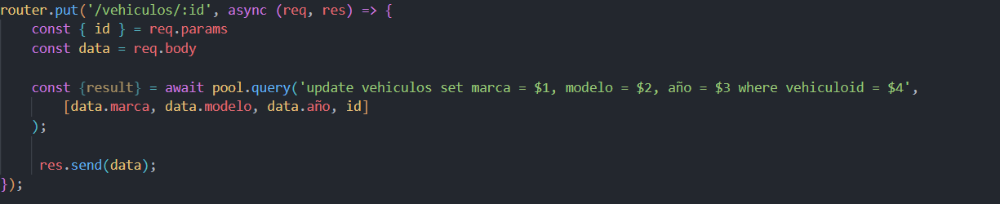 router.put('/vehiculos/:id', async (req, res) => {
    const { id } = req.params
    const data = req.body
    const {result} = await pool.query('update vehiculos set marca = $1, modelo = $2, año = $3 where vehiculoid = $4',
        [data.marca, data.modelo, data.año, id]
    );
     res.send(data);
});